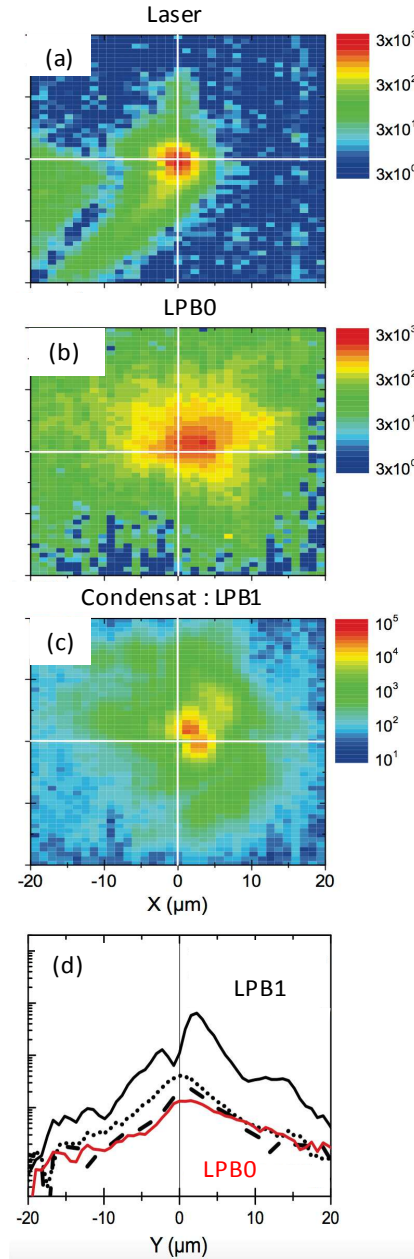 Laser
(a)
3x10³
3x10²
3x10¹
3x10⁰
LPB0
(b)
3x10³
3x10²
3x10¹
3x10⁰
Condensat : LPB1
(c)
10⁵
10⁴
10³
10²
10¹
-20 -10 0 10 20
X (µm)
(d)
LPB1
LPB0
-20 -10 0 10 20
Y (µm)